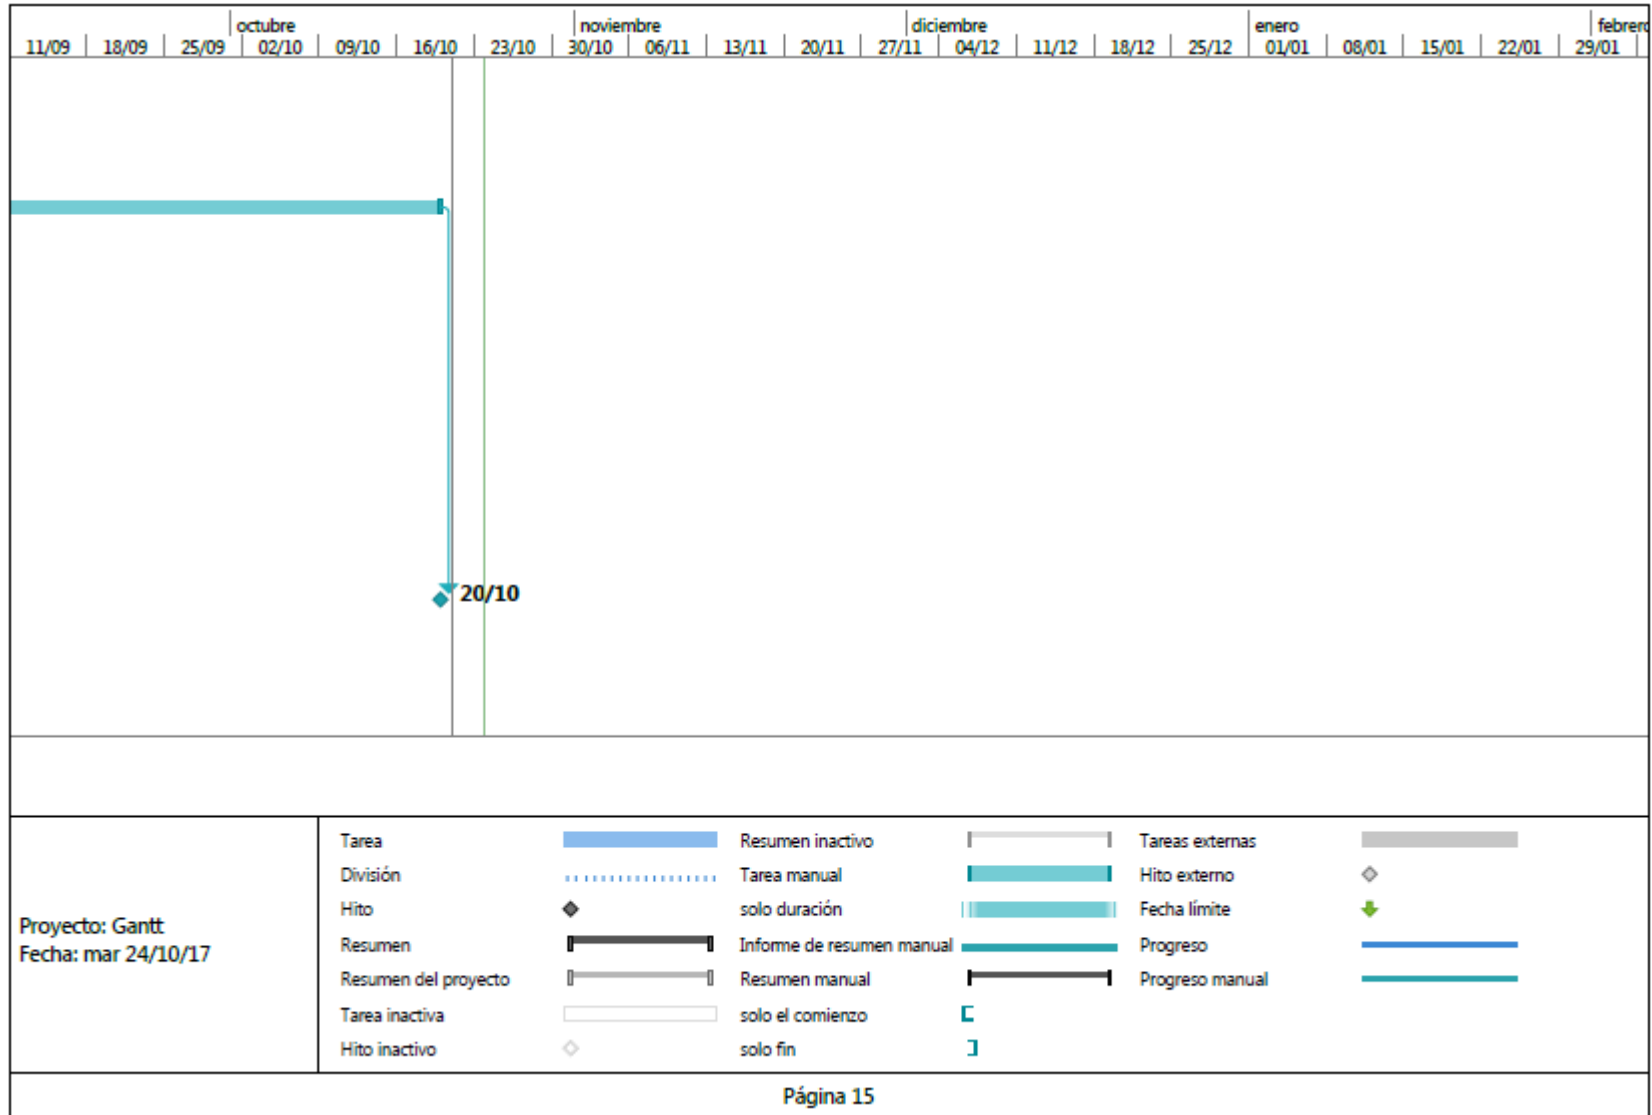 octubre noviembre diciembre enero febrero
11/09 18/09 25/09 02/10 09/10 16/10 23/10 30/10 06/11 13/11 20/11 27/11 04/12 11/12 18/12 25/12 01/01 08/01 15/01 22/01 29/01
20/10
Proyecto: Gantt
Fecha: mar 24/10/17
Tarea
División
Hito
Resumen
Resumen del proyecto
Tarea inactiva
Hito inactivo
Resumen inactivo
Tarea manual
solo duración
Informe de resumen manual
Resumen manual
solo el comienzo
solo fin
Tareas externas
Hito externo
Fecha límite
Progreso
Progreso manual
Página 15